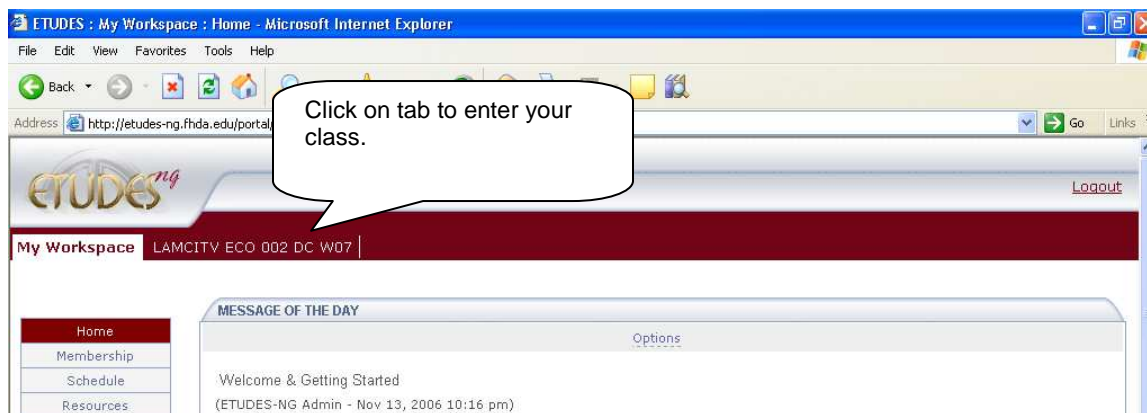 ETUDES : My Workspace : Home - Microsoft Internet Explorer
File Edit View Favorites Tools Help
Back
Address http://etudes-ng.fhda.edu/portal/ Go Links
Click on tab to enter your
class.
ETUDES ng
Logout
My Workspace LAMCITV ECO 002 DC W07
MESSAGE OF THE DAY
Home
Options
Membership
Schedule
Welcome & Getting Started
Resources
(ETUDES-NG Admin - Nov 13, 2006 10:16 pm)